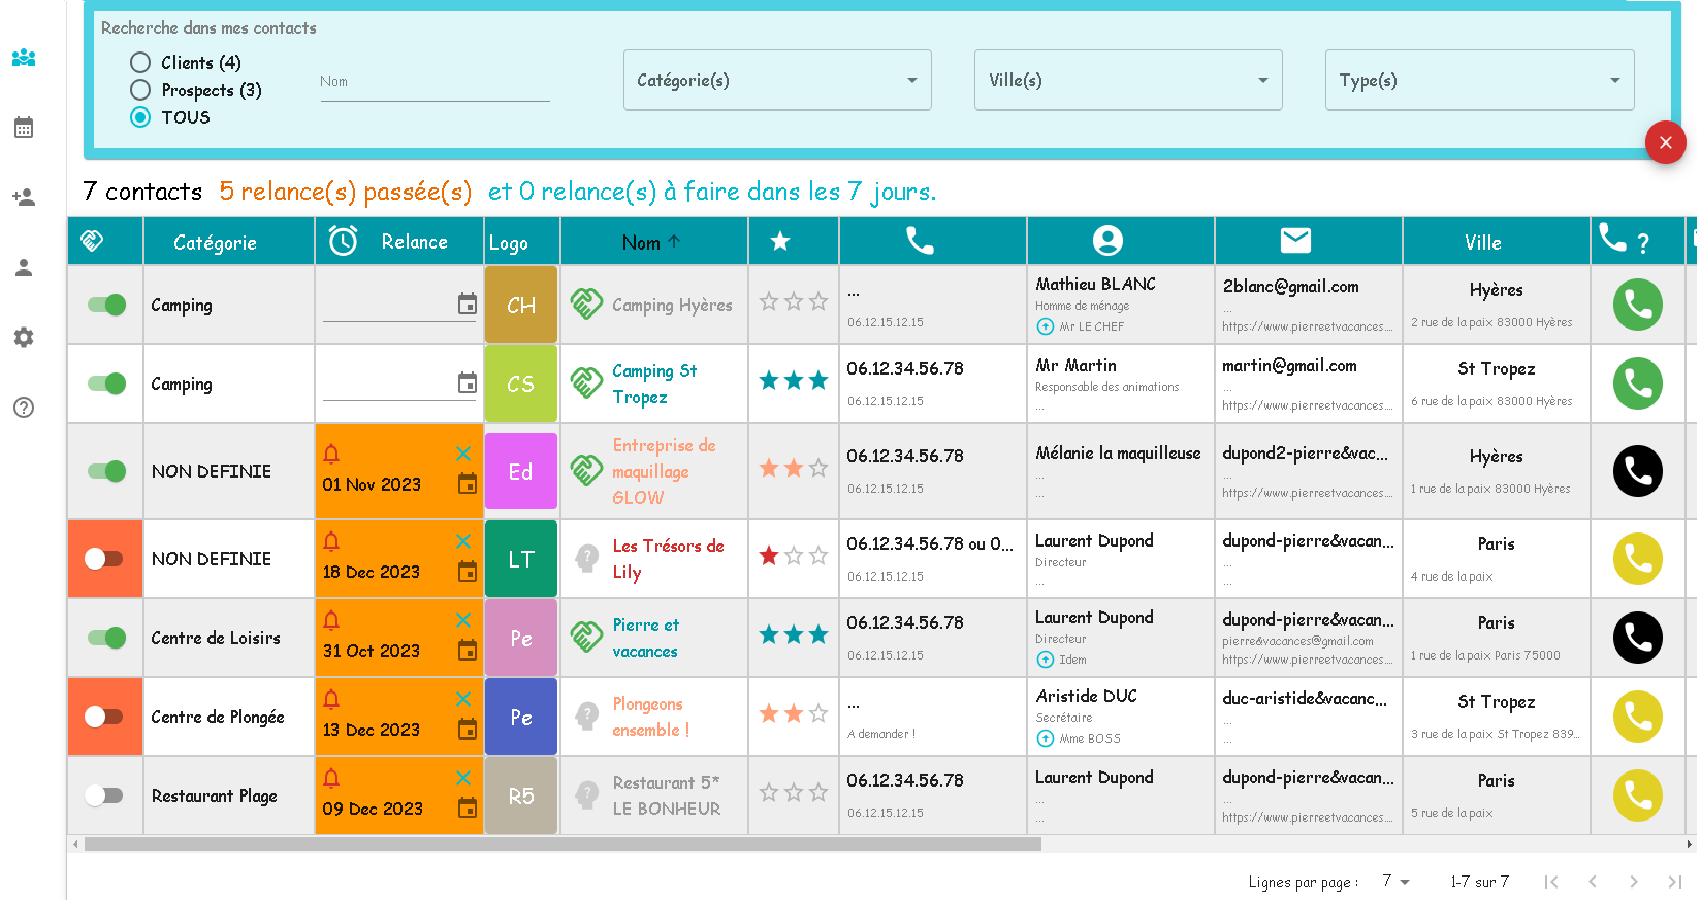 Recherche dans mes contacts
Clients (4)
Prospects (3)
TOUS
Nom
Catégorie(s)
Ville(s)
Type(s)
7 contacts 5 relance(s) passée(s) et 0 relance(s) à faire dans les 7 jours.
Catégorie Relance Logo Nom Ville ?
Camping
CH
Camping Hyères
...
06.12.15.12.15
Mathieu BLANC
Homme de ménage
Mr LE CHEF
2blanc@gmail.com
...
https://www.pierreetvacances....
Hyères
2 rue de la paix 83000 Hyères
Camping
CS
Camping St
Tropez
06.12.34.56.78
06.12.15.12.15
Mr Martin
Responsable des animations
...
martin@gmail.com
...
https://www.pierreetvacances....
St Tropez
6 rue de la paix 83000 Hyères
NON DEFINIE
01 Nov 2023
Ed
Entreprise de
maquillage
GLOW
06.12.34.56.78
06.12.15.12.15
Mélanie la maquilleuse
...
...
dupond2-pierre&vac...
...
https://www.pierreetvacances....
Hyères
1 rue de la paix 83000 Hyères
NON DEFINIE
18 Dec 2023
LT
?
Les Trésors de
Lily
06.12.34.56.78 ou 0...
06.12.15.12.15
Laurent Dupond
Directeur
...
dupond-pierre&vacan...
...
...
Paris
4 rue de la paix
Centre de Loisirs
31 Oct 2023
Pe
Pierre et
vacances
06.12.34.56.78
06.12.15.12.15
Laurent Dupond
Directeur
Idem
dupond-pierre&vacan...
pierre&vacances@gmail.com
https://www.pierreetvacances....
Paris
1 rue de la paix Paris 75000
Centre de Plongée
13 Dec 2023
Pe
?
Plongeons
ensemble !
...
A demander !
Aristide DUC
Secrétaire
Mme BOSS
duc-aristide&vacanc...
...
...
St Tropez
3 rue de la paix St Tropez 839...
Restaurant Plage
09 Dec 2023
R5
?
Restaurant 5*
LE BONHEUR
06.12.34.56.78
06.12.15.12.15
Laurent Dupond
...
...
dupond-pierre&vacan...
...
https://www.pierreetvacances....
Paris
5 rue de la paix
Lignes par page : 7 1-7 sur 7